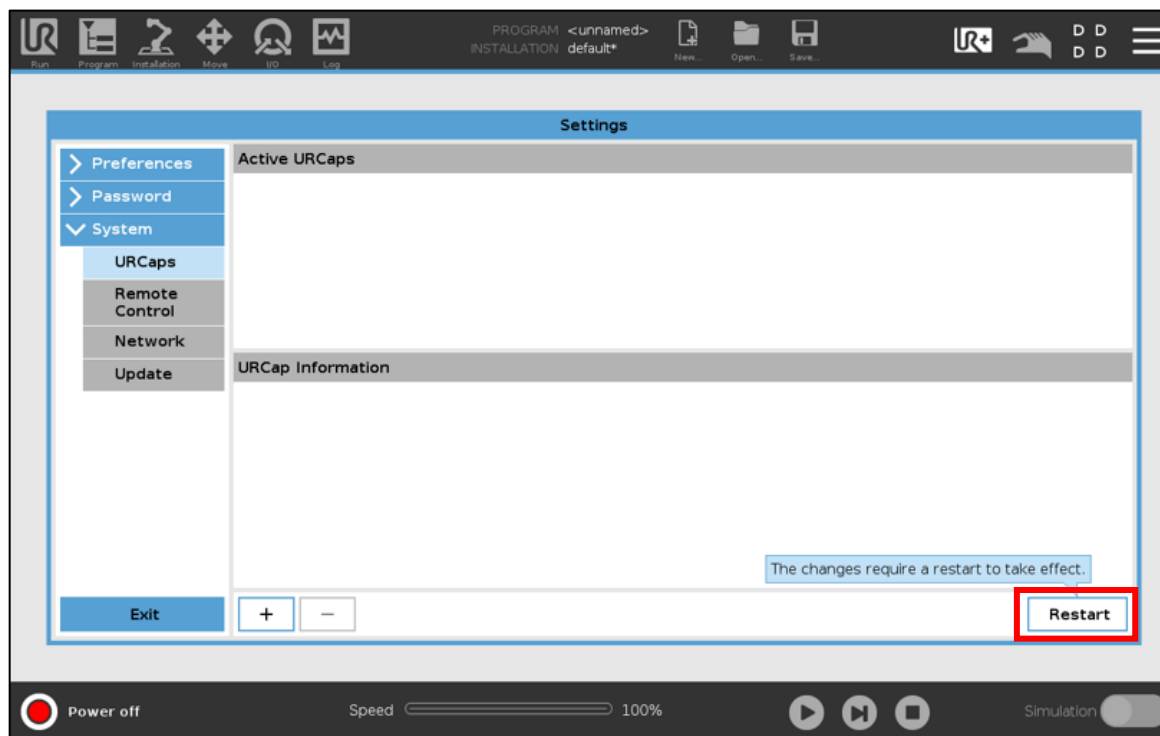 PROGRAM <unnamed>
INSTALLATION default*
UR
Run
Program
Installation
Move
I/O
Log
New...
Open...
Save...
UR+
D D
D D
Settings
Preferences
Password
System
URCaps
Remote
Control
Network
Update
Exit
Active URCaps
URCap Information
The changes require a restart to take effect.
+
−
Restart
Power off
Speed
100%
Simulation